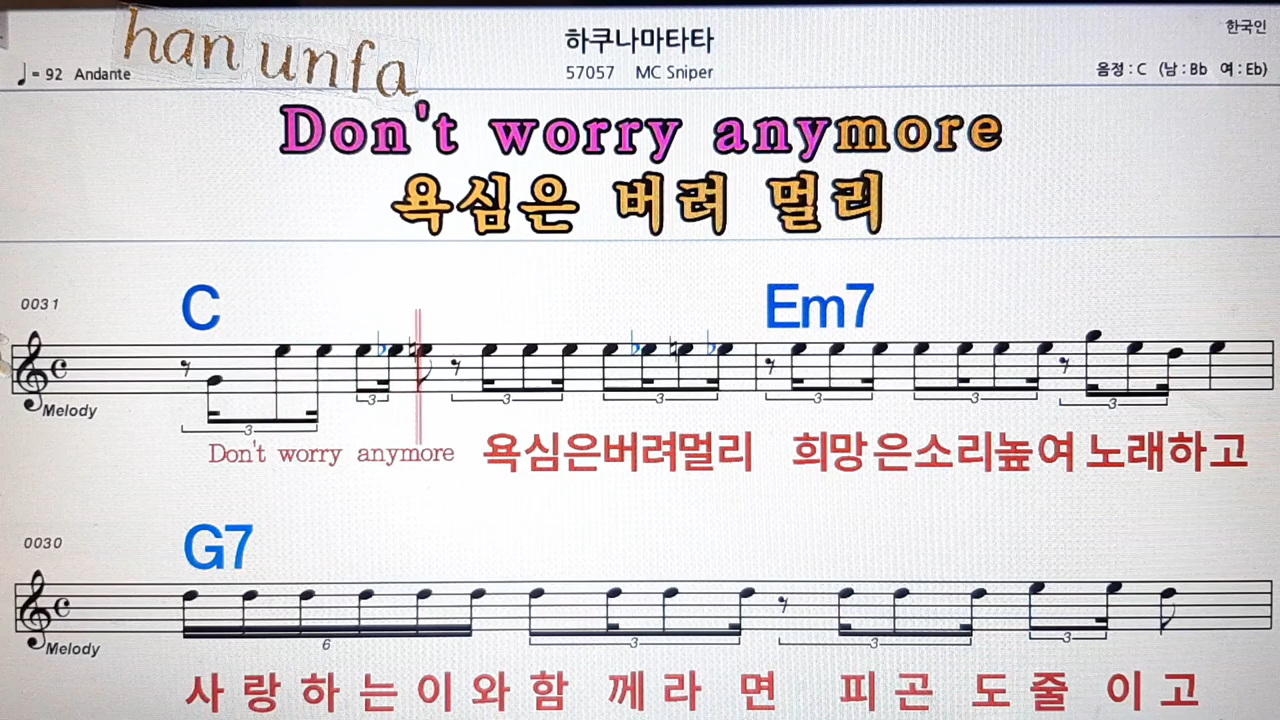 han unfa
하쿠나마타타
한국인
♩= 92 Andante
57057 MC Sniper
음정 : C (남 : Bb 여 : Eb)
Don't worry anymore
욕심은 버려 멀리
0031
C Em7
Melody
3 3 3 3 3 3 3
Don't worry anymore 욕심은버려멀리 희망은소리높여 노래하고
0030
G7
Melody
6 3 3 3
사랑하는이와함 께라 면 피곤 도줄 이고